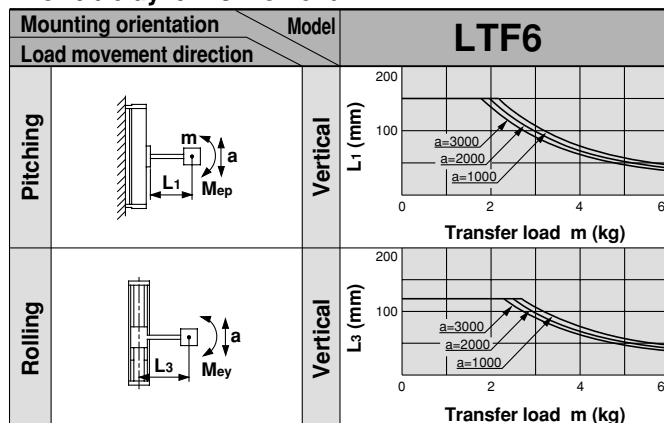 Mounting orientation Model
Load movement direction
LTF6
Pitching
m
a
L1
Mep
Vertical
L1 (mm)
200
100
a=3000
a=2000
a=1000
0 2 4 6
Transfer load m (kg)
Rolling
a
L3
Mey
Vertical
L3 (mm)
200
100
a=3000
a=2000
a=1000
0 2 4 6
Transfer load m (kg)